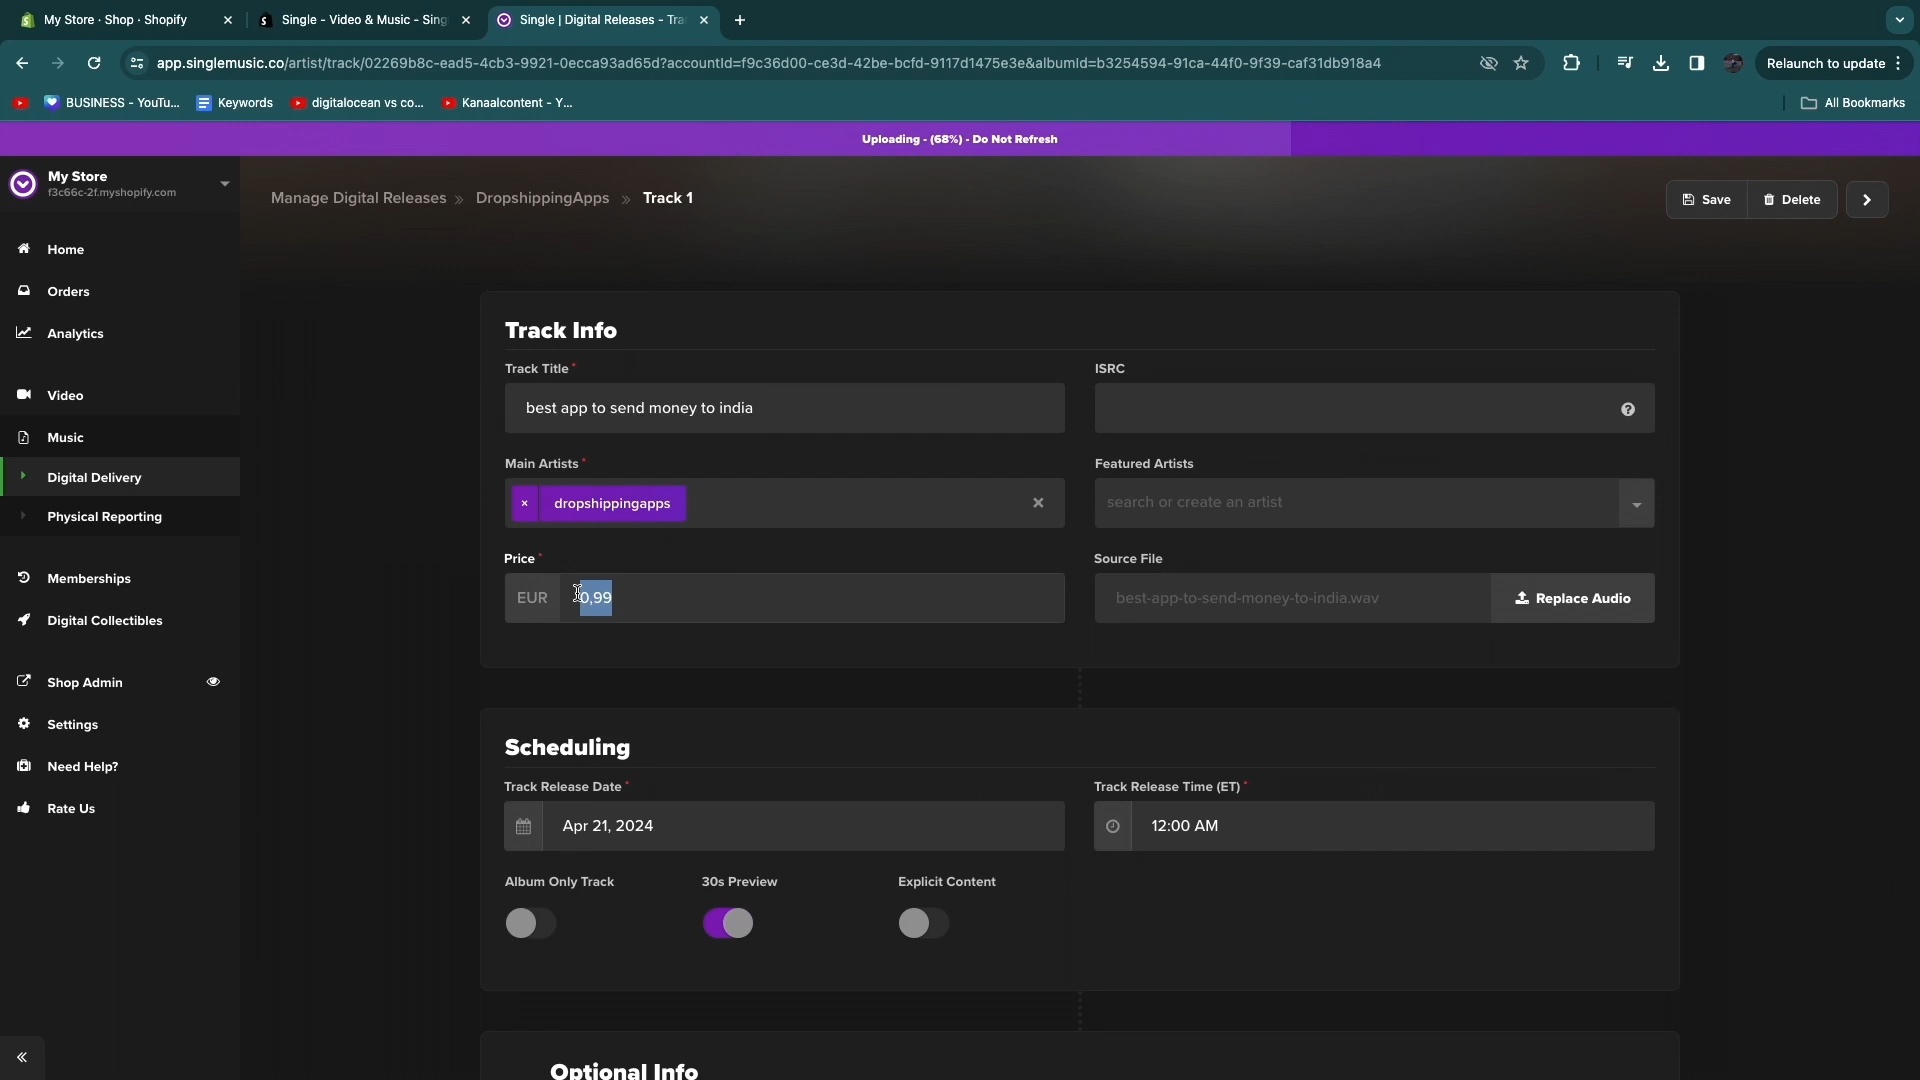 My Store · Shop · Shopify
Single - Video & Music - Sing
Single | Digital Releases - Tra
app.singlemusic.co/artist/track/02269b8c-ead5-4cb3-9921-0ecca93ad65d?accountId=f9c36d00-ce3d-42be-bcfd-9117d1475e3e&albumId=b3254594-91ca-44f0-9f39-caf31db918a4
Relaunch to update
BUSINESS - YouTu...
Keywords
digitalocean vs co...
Kanaalcontent - Y...
All Bookmarks
Uploading - (68%) - Do Not Refresh
My Store
f3c66c-2f.myshopify.com
Manage Digital Releases » DropshippingApps » Track 1
Save
Delete
Home
Orders
Analytics
Video
Music
Digital Delivery
Physical Reporting
Memberships
Digital Collectibles
Shop Admin
Settings
Need Help?
Rate Us
Track Info
Track Title *
ISRC
best app to send money to india
Main Artists *
Featured Artists
× dropshippingapps
search or create an artist
Price *
Source File
EUR 0,99
best-app-to-send-money-to-india.wav
Replace Audio
Scheduling
Track Release Date *
Track Release Time (ET) *
Apr 21, 2024
12:00 AM
Album Only Track
30s Preview
Explicit Content
Optional Info